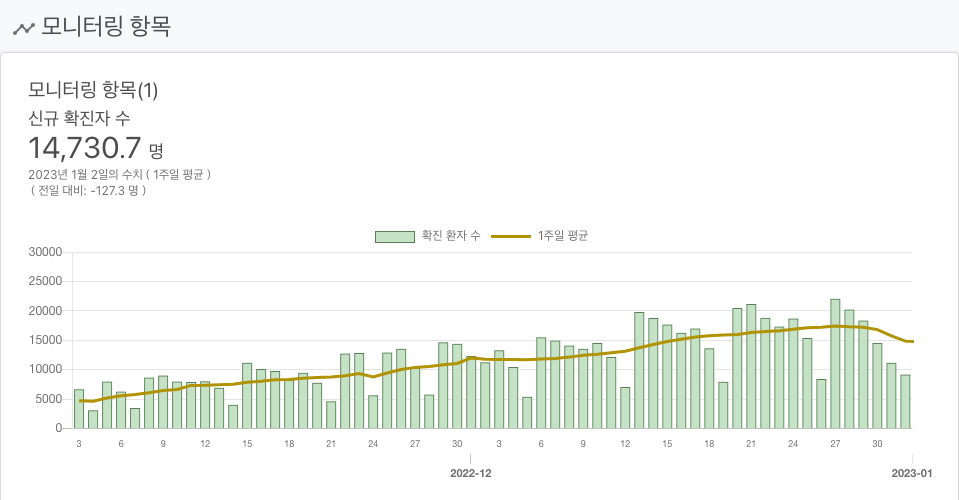 모니터링 항목
모니터링 항목(1)
신규 확진자 수
14,730.7 명
2023년 1월 2일의 수치 ( 1주일 평균 )
( 전일 대비: -127.3 명 )
확진 환자 수 1주일 평균
30000
25000
20000
15000
10000
5000
0
3 6 9 12 15 18 21 24 27 30 3 6 9 12 15 18 21 24 27 30
2022-12 2023-01